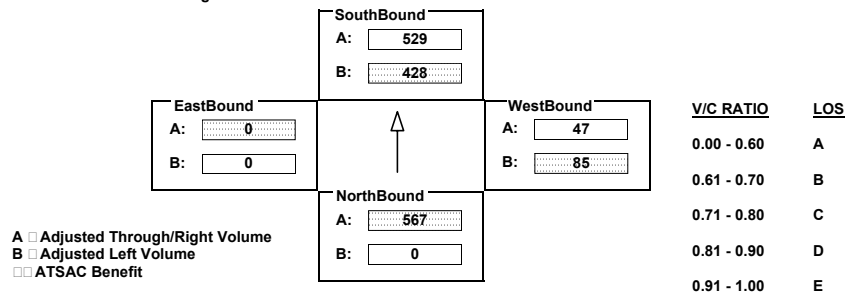 SouthBound
A: 529
B: 428
EastBound
A: 0
B: 0
WestBound
A: 47
B: 85
NorthBound
A: 567
B: 0
A □ Adjusted Through/Right Volume
B □ Adjusted Left Volume
□□ ATSAC Benefit
V/C RATIO LOS
0.00 - 0.60 A
0.61 - 0.70 B
0.71 - 0.80 C
0.81 - 0.90 D
0.91 - 1.00 E